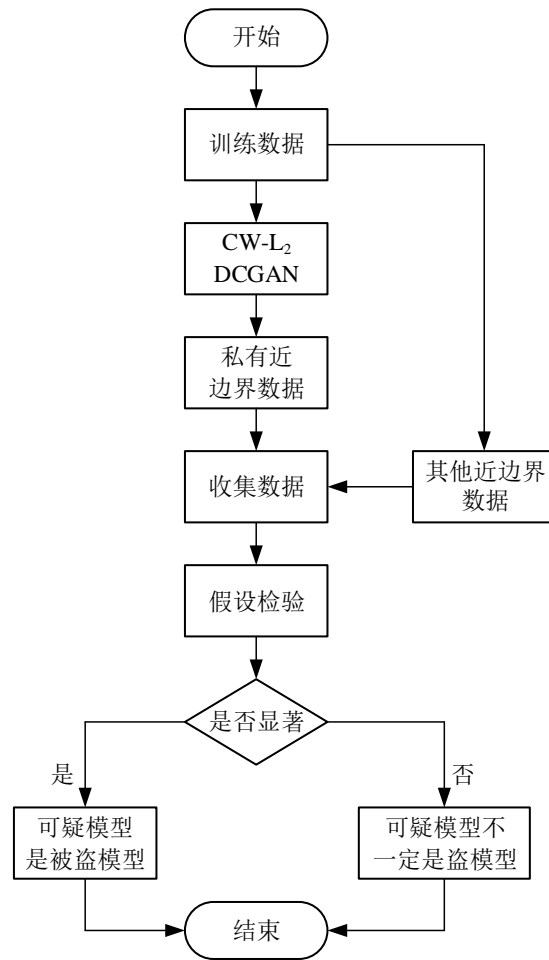 开始
训练数据
CW-L₂
DCGAN
私有近
边界数据
收集数据
其他近边界
数据
假设检验
是否显著
是
否
可疑模型
是被盗模型
可疑模型不
一定是盗模型
结束